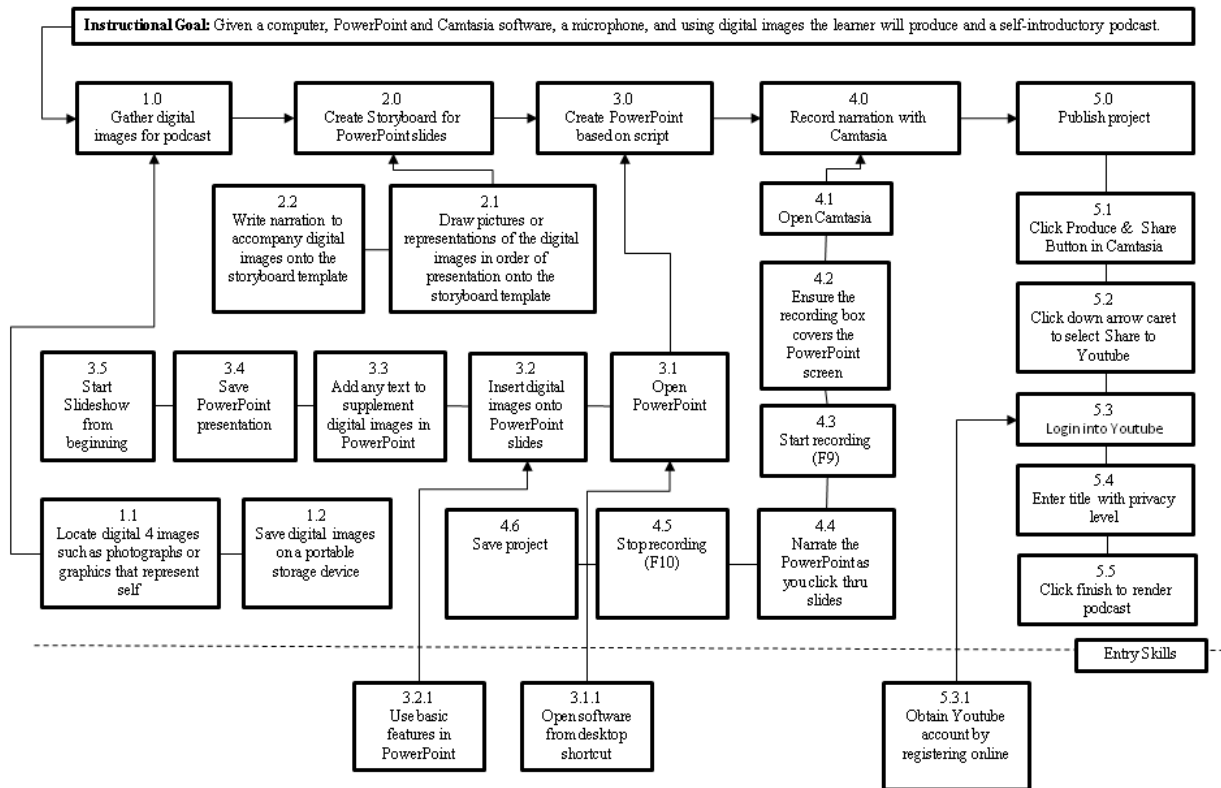 Instructional Goal: Given a computer, PowerPoint and Camtasia software, a microphone, and using digital images the learner will produce and a self-introductory podcast.
1.0
Gather digital
images for podcast
2.0
Create Storyboard for
PowerPoint slides
3.0
Create PowerPoint
based on script
4.0
Record narration with
Camtasia
5.0
Publish project
2.2
Write narration to
accompany digital
images onto the
storyboard template
2.1
Draw pictures or
representations of the digital
images in order of
presentation onto the
storyboard template
4.1
Open Camtasia
5.1
Click Produce & Share
Button in Camtasia
4.2
Ensure the
recording box
covers the
PowerPoint
screen
5.2
Click down arrow caret
to select Share to
Youtube
3.5
Start
Slideshow
from
beginning
3.4
Save
PowerPoint
presentation
3.3
Add any text to
supplement
digital images in
PowerPoint
3.2
Insert digital
images onto
PowerPoint
slides
3.1
Open
PowerPoint
4.3
Start recording
(F9)
5.3
Login into Youtube
5.4
Enter title with privacy
level
1.1
Locate digital 4 images
such as photographs or
graphics that represent
self
1.2
Save digital images
on a portable
storage device
4.6
Save project
4.5
Stop recording
(F10)
4.4
Narrate the
PowerPoint as
you click thru
slides
5.5
Click finish to render
podcast
Entry Skills
3.2.1
Use basic
features in
PowerPoint
3.1.1
Open software
from desktop
shortcut
5.3.1
Obtain Youtube
account by
registering online